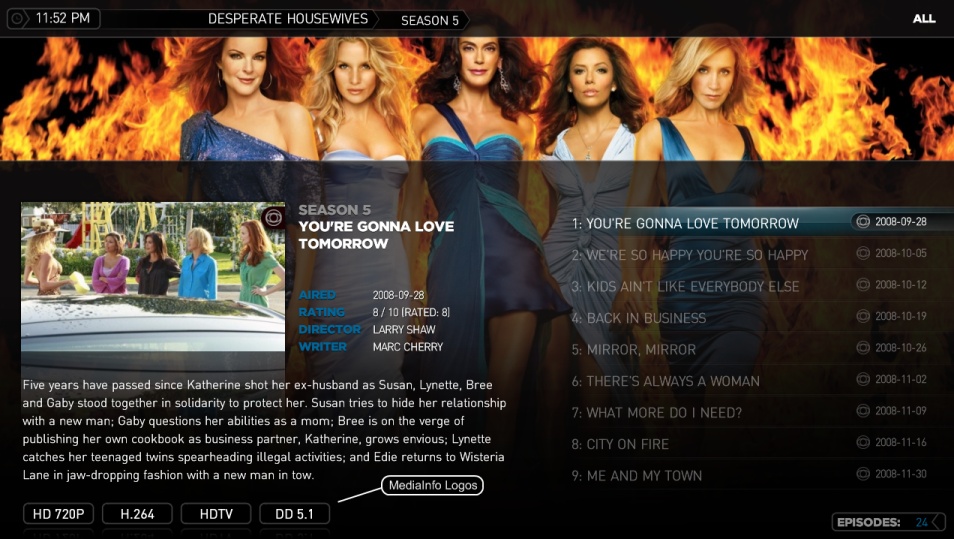 11:52 PM
DESPERATE HOUSEWIVES
SEASON 5
ALL
SEASON 5
YOU'RE GONNA LOVE
TOMORROW
AIRED 2008-09-28
RATING 8 / 10 (RATED: 8)
DIRECTOR LARRY SHAW
WRITER MARC CHERRY
Five years have passed since Katherine shot her ex-husband as Susan, Lynette, Bree
and Gaby stood together in solidarity to protect her. Susan tries to hide her relationship
with a new man; Gaby questions her abilities as a mom; Bree is on the verge of
publishing her own cookbook as business partner, Katherine, grows envious; Lynette
catches her teenaged twins spearheading illegal activities; and Edie returns to Wisteria
Lane in jaw-dropping fashion with a new man in tow.
MediaInfo Logos
HD 720P
H.264
HDTV
DD 5.1
1: YOU'RE GONNA LOVE TOMORROW 2008-09-28
2: WE'RE SO HAPPY YOU'RE SO HAPPY 2008-10-05
3: KIDS AIN'T LIKE EVERYBODY ELSE 2008-10-12
4: BACK IN BUSINESS 2008-10-19
5: MIRROR, MIRROR 2008-10-26
6: THERE'S ALWAYS A WOMAN 2008-11-02
7: WHAT MORE DO I NEED? 2008-11-09
8: CITY ON FIRE 2008-11-16
9: ME AND MY TOWN 2008-11-30
EPISODES: 24